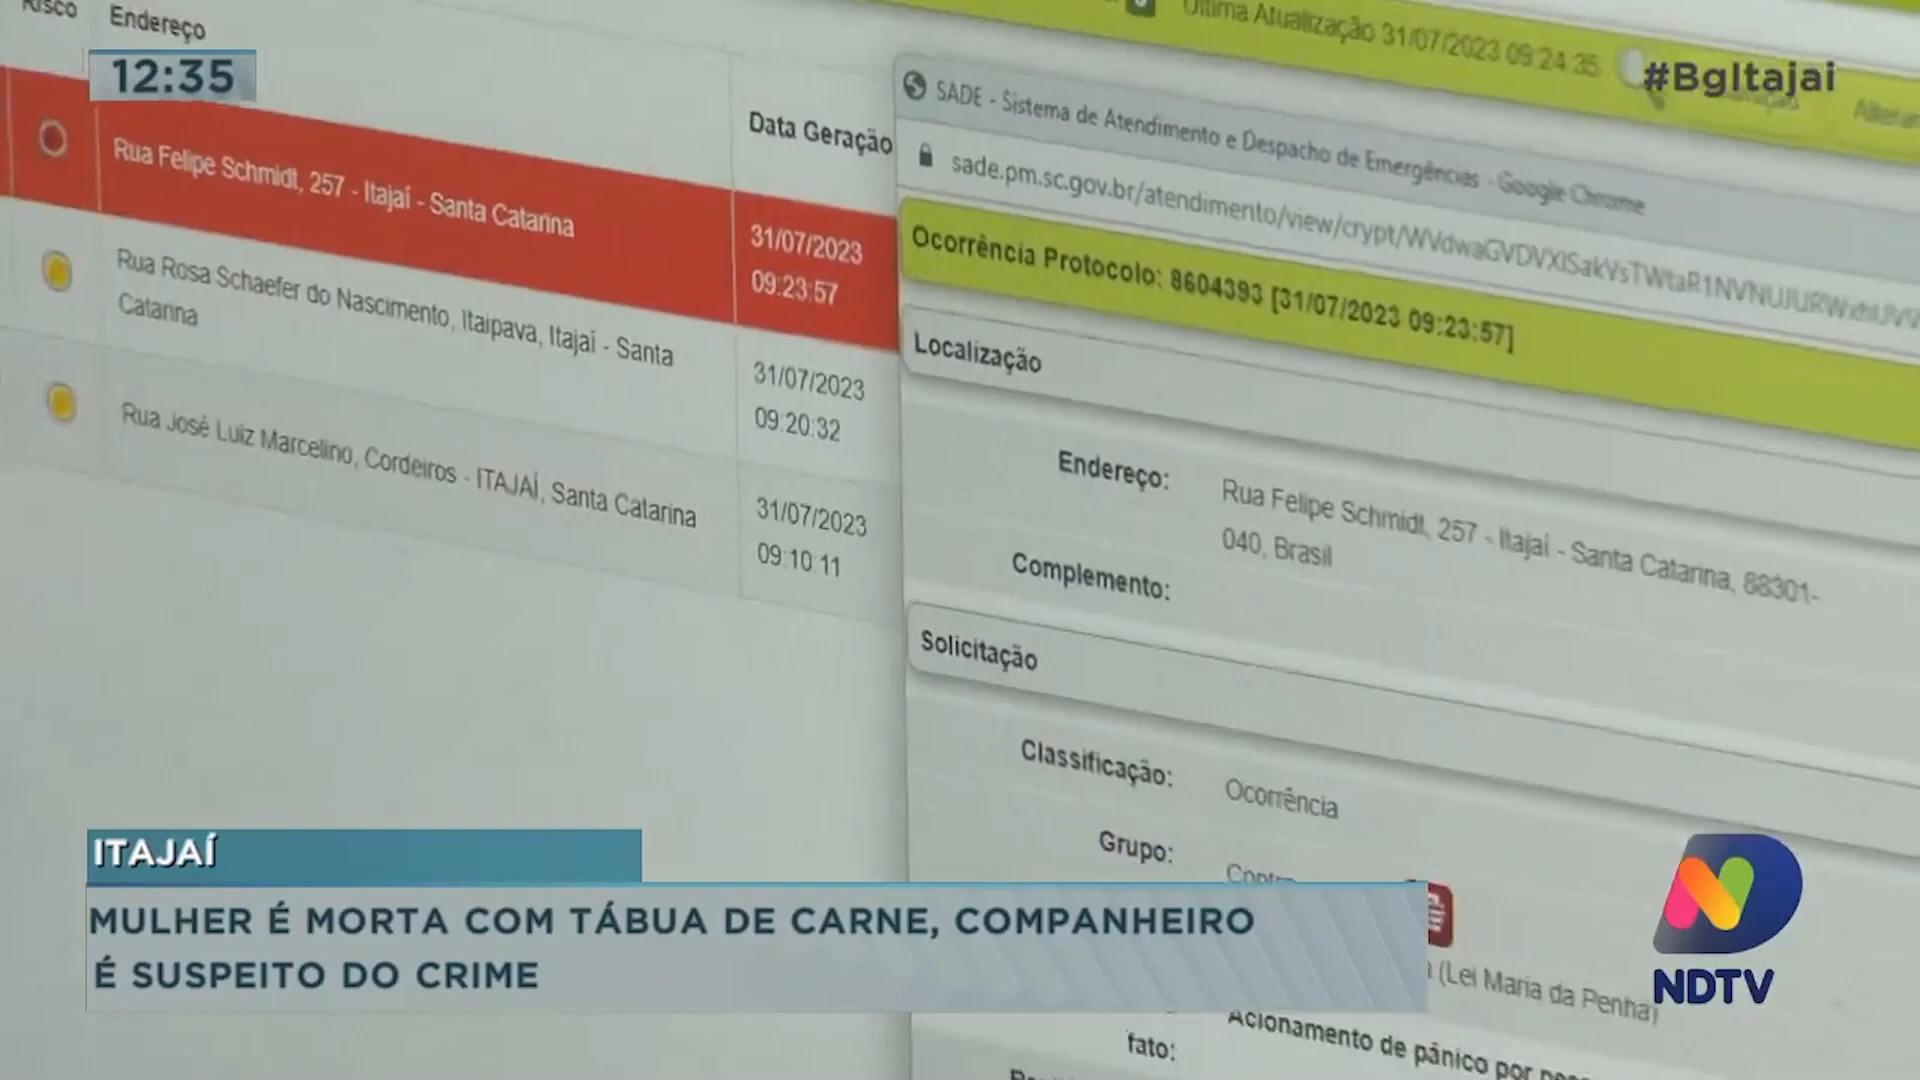 Risco
Endereço
12:35
Data Geração
Rua Felipe Schmidt, 257 - Itajaí - Santa Catarina
31/07/2023
09:23:57
Rua Rosa Schaefer do Nascimento, Itaipava, Itajaí - Santa
Catarina
31/07/2023
09:20:32
Rua José Luiz Marcelino, Cordeiros - ITAJAÍ, Santa Catarina
31/07/2023
09:10:11
Última Atualização 31/07/2023 09:24:35
#BgItajai
SADE - Sistema de Atendimento e Despacho de Emergências - Google Chrome
sade.pm.sc.gov.br/atendimento/view/crypt/
Ocorrência Protocolo: 8604393 [31/07/2023 09:23:57]
Localização
Endereço:
Rua Felipe Schmidt, 257 - Itajaí - Santa Catarina, 88301-
040, Brasil
Complemento:
Solicitação
Classificação:
Ocorrência
Grupo:
(Lei Maria da Penha)
Acionamento de pânico por
fato:
ITAJAÍ
MULHER É MORTA COM TÁBUA DE CARNE, COMPANHEIRO
É SUSPEITO DO CRIME
NDTV